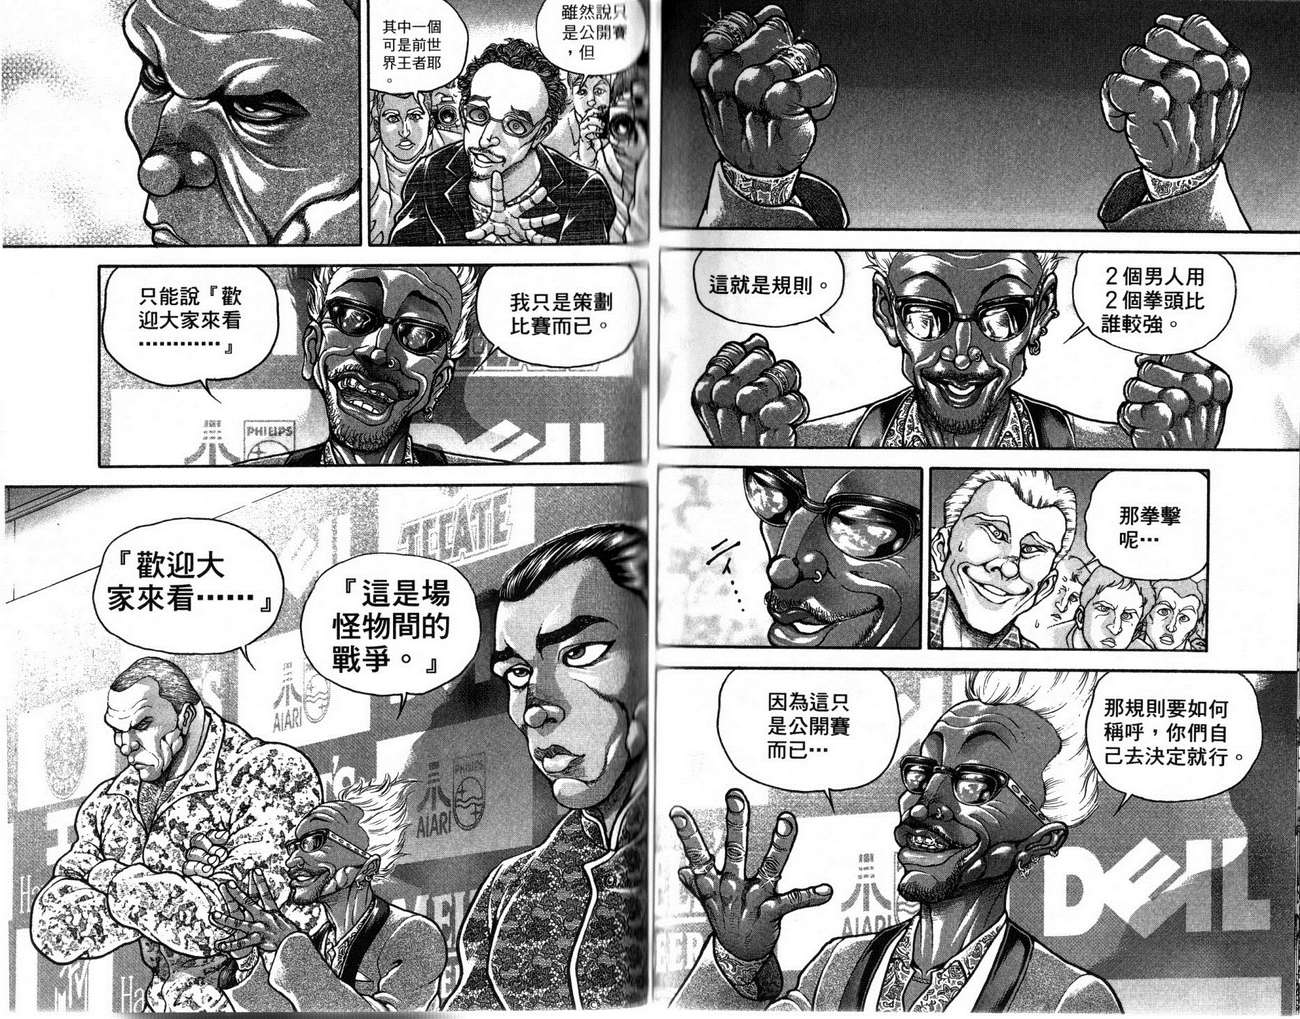 ２個男人用
２個拳頭比
誰較強。
這就是規則。
那拳擊
呢…
ニィ…
那規則要如何
稱呼，你們自
己去決定就行。
因為這只
是公開賽
而已…
DELL
AIARI
EER
雖然說只
是公開賽
，但
其中一個
可是前世
界王者耶
。
我只是策劃
比賽而已。
只能說『歡
迎大家來看
…………』
PHILIPS
『這是場
怪物間的
戰爭。』
『歡迎大
家來看……』
TECATE
AIARI
PHILIPS
AIARI
Ha